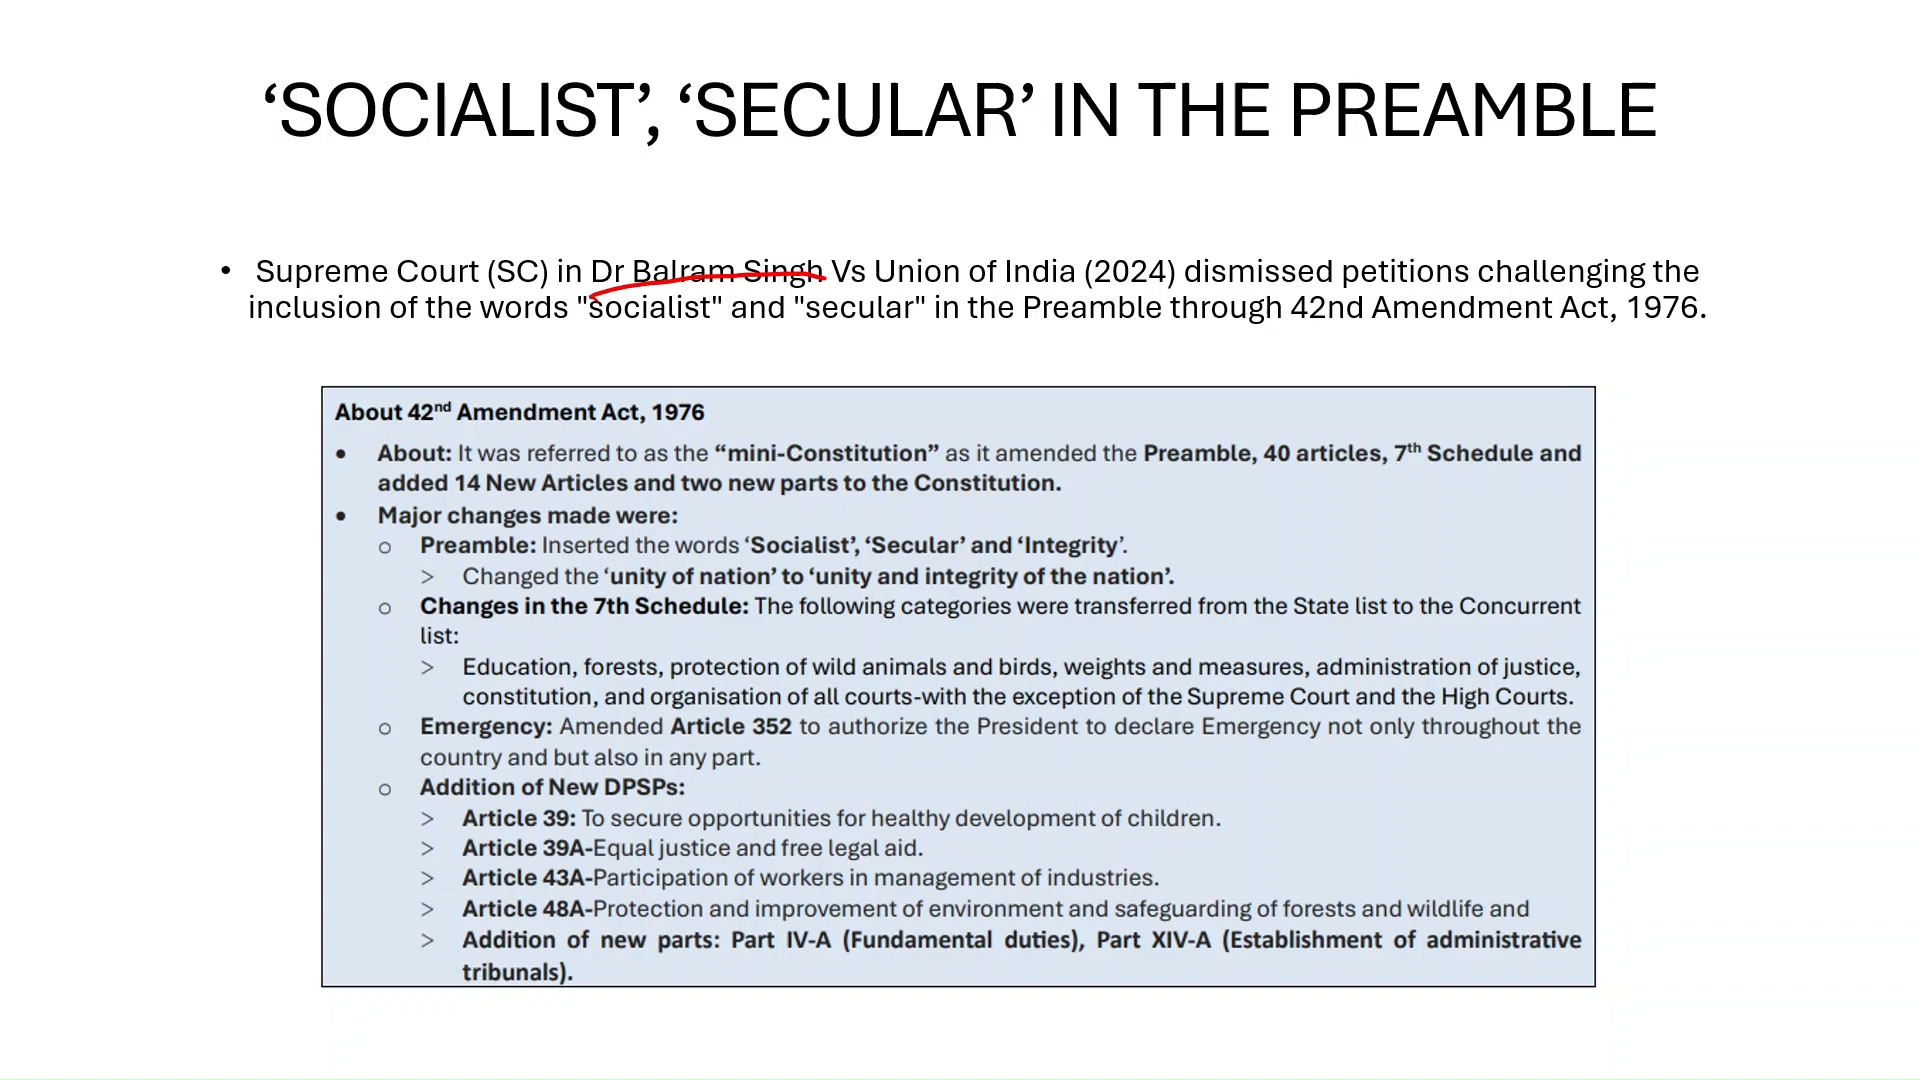 ‘SOCIALIST’, ‘SECULAR’ IN THE PREAMBLE
• Supreme Court (SC) in Dr Balram Singh Vs Union of India (2024) dismissed petitions challenging the
inclusion of the words "socialist" and "secular" in the Preamble through 42nd Amendment Act, 1976.
About 42nd Amendment Act, 1976
• About: It was referred to as the “mini-Constitution” as it amended the Preamble, 40 articles, 7th Schedule and
added 14 New Articles and two new parts to the Constitution.
• Major changes made were:
o Preamble: Inserted the words ‘Socialist’, ‘Secular’ and ‘Integrity’.
> Changed the ‘unity of nation’ to ‘unity and integrity of the nation’.
o Changes in the 7th Schedule: The following categories were transferred from the State list to the Concurrent
list:
> Education, forests, protection of wild animals and birds, weights and measures, administration of justice,
constitution, and organisation of all courts-with the exception of the Supreme Court and the High Courts.
o Emergency: Amended Article 352 to authorize the President to declare Emergency not only throughout the
country and but also in any part.
o Addition of New DPSPs:
> Article 39: To secure opportunities for healthy development of children.
> Article 39A-Equal justice and free legal aid.
> Article 43A-Participation of workers in management of industries.
> Article 48A-Protection and improvement of environment and safeguarding of forests and wildlife and
> Addition of new parts: Part IV-A (Fundamental duties), Part XIV-A (Establishment of administrative
tribunals).